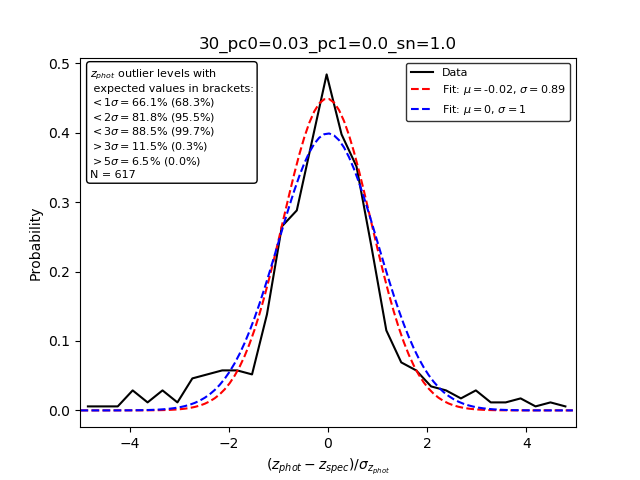 30_pc0=0.03_pc1=0.0_sn=1.0
z_phot outlier levels with
expected values in brackets:
<1σ=66.1% (68.3%)
<2σ=81.8% (95.5%)
<3σ=88.5% (99.7%)
>3σ=11.5% (0.3%)
>5σ=6.5% (0.0%)
N = 617
Data
Fit: μ=-0.02, σ=0.89
Fit: μ=0, σ=1
Probability
0.5
0.4
0.3
0.2
0.1
0.0
−4
−2
0
2
4
(z_phot − z_spec)/σ_z_phot